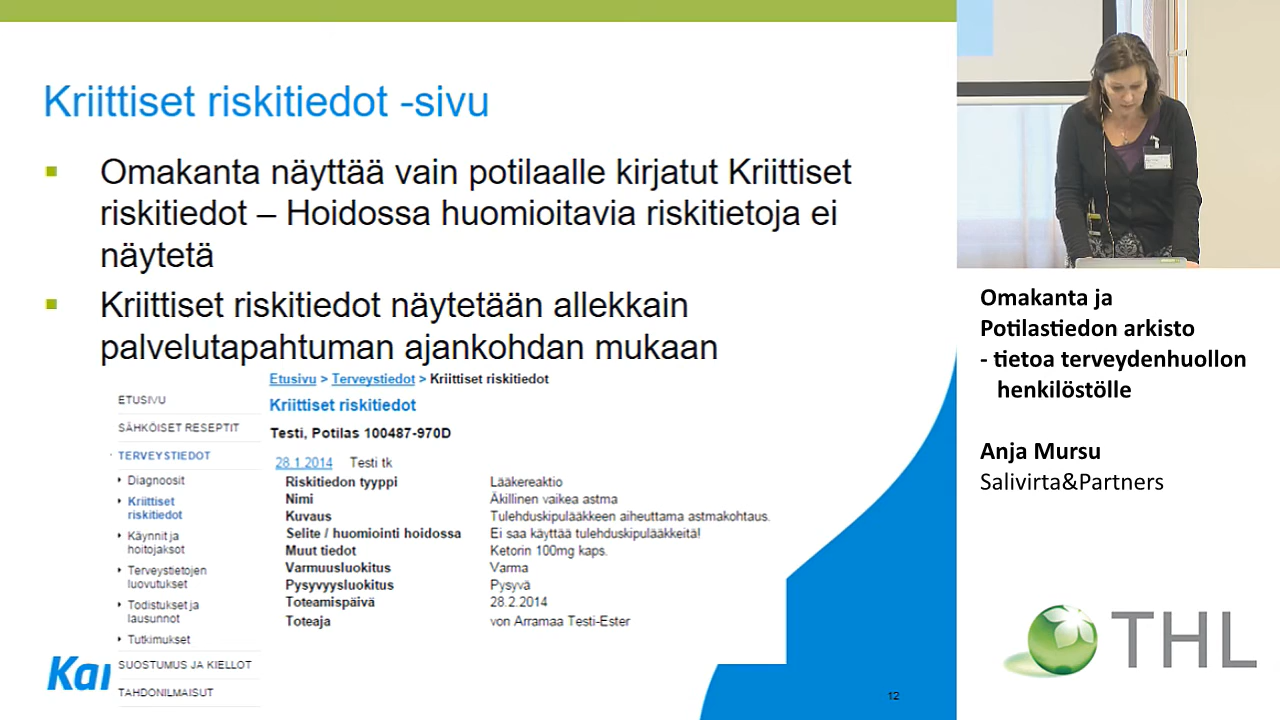 Kriittiset riskitiedot -sivu
Omakanta näyttää vain potilaalle kirjatut Kriittiset
riskitiedot – Hoidossa huomioitavia riskitietoja ei
näytetä
Kriittiset riskitiedot näytetään allekkain
palvelutapahtuman ajankohdan mukaan
Etusivu > Terveystiedot > Kriittiset riskitiedot
Kriittiset riskitiedot
Testi, Potilas 100487-970D
28.1.2014 Testi tk
Riskitiedon tyyppi Lääkereaktio
Nimi Äkillinen vaikea astma
Kuvaus Tulehduskipulääkkeen aiheuttama astmakohtaus.
Selite / huomiointi hoidossa Ei saa käyttää tulehduskipulääkkeitä!
Muut tiedot Ketorin 100mg kaps.
Varmuusluokitus Varma
Pysyvyysluokitus Pysyvä
Toteamispäivä 28.2.2014
Toteaja von Arramaa Testi-Ester
ETUSIVU
SÄHKÖISET RESEPTIT
TERVEYSTIEDOT
Diagnoosit
Kriittiset
riskitiedot
Käynnit ja
hoitojaksot
Terveystietojen
luovutukset
Todistukset ja
lausunnot
Tutkimukset
SUOSTUMUS JA KIELLOT
TAHDONILMAISUT
12
Omakanta ja
Potilastiedon arkisto
- tietoa terveydenhuollon
henkilöstölle
Anja Mursu
Salivirta&Partners
THL